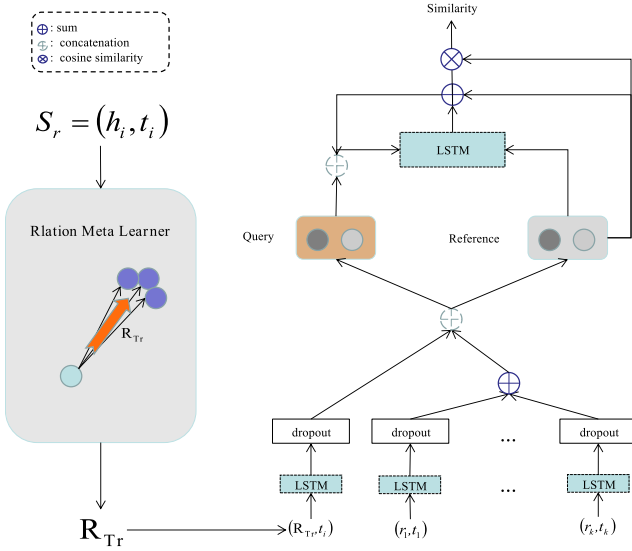 : sum
: concatenation
: cosine similarity
Similarity
S_r = (h_i, t_i)
LSTM
Rlation Meta Learner
Query
Reference
R_Tr
dropout dropout ... dropout
LSTM LSTM ... LSTM
R_Tr
(R_Tr, t_i) (r_1, t_1) (r_k, t_k)